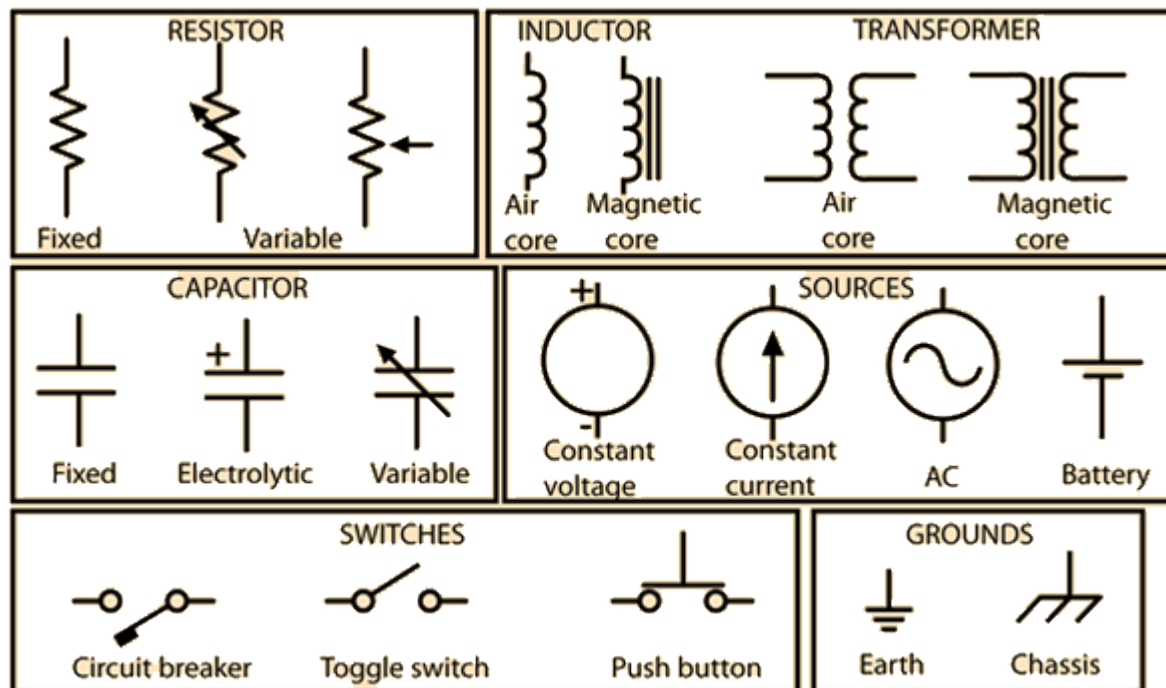 RESISTOR
Fixed
Variable
INDUCTOR
TRANSFORMER
Air
core
Magnetic
core
Air
core
Magnetic
core
CAPACITOR
+
Fixed
Electrolytic
Variable
SOURCES
+
-
Constant
voltage
Constant
current
AC
Battery
SWITCHES
Circuit breaker
Toggle switch
Push button
GROUNDS
Earth
Chassis